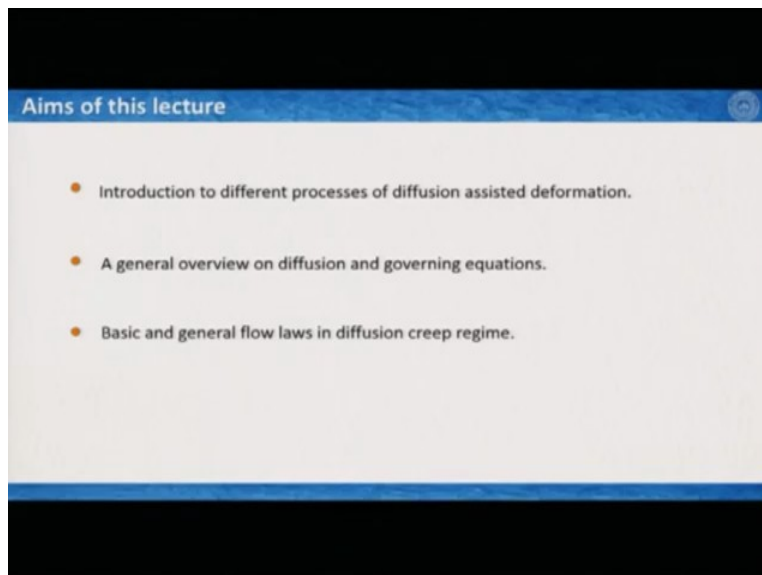 Aims of this lecture
Introduction to different processes of diffusion assisted deformation.
A general overview on diffusion and governing equations.
Basic and general flow laws in diffusion creep regime.